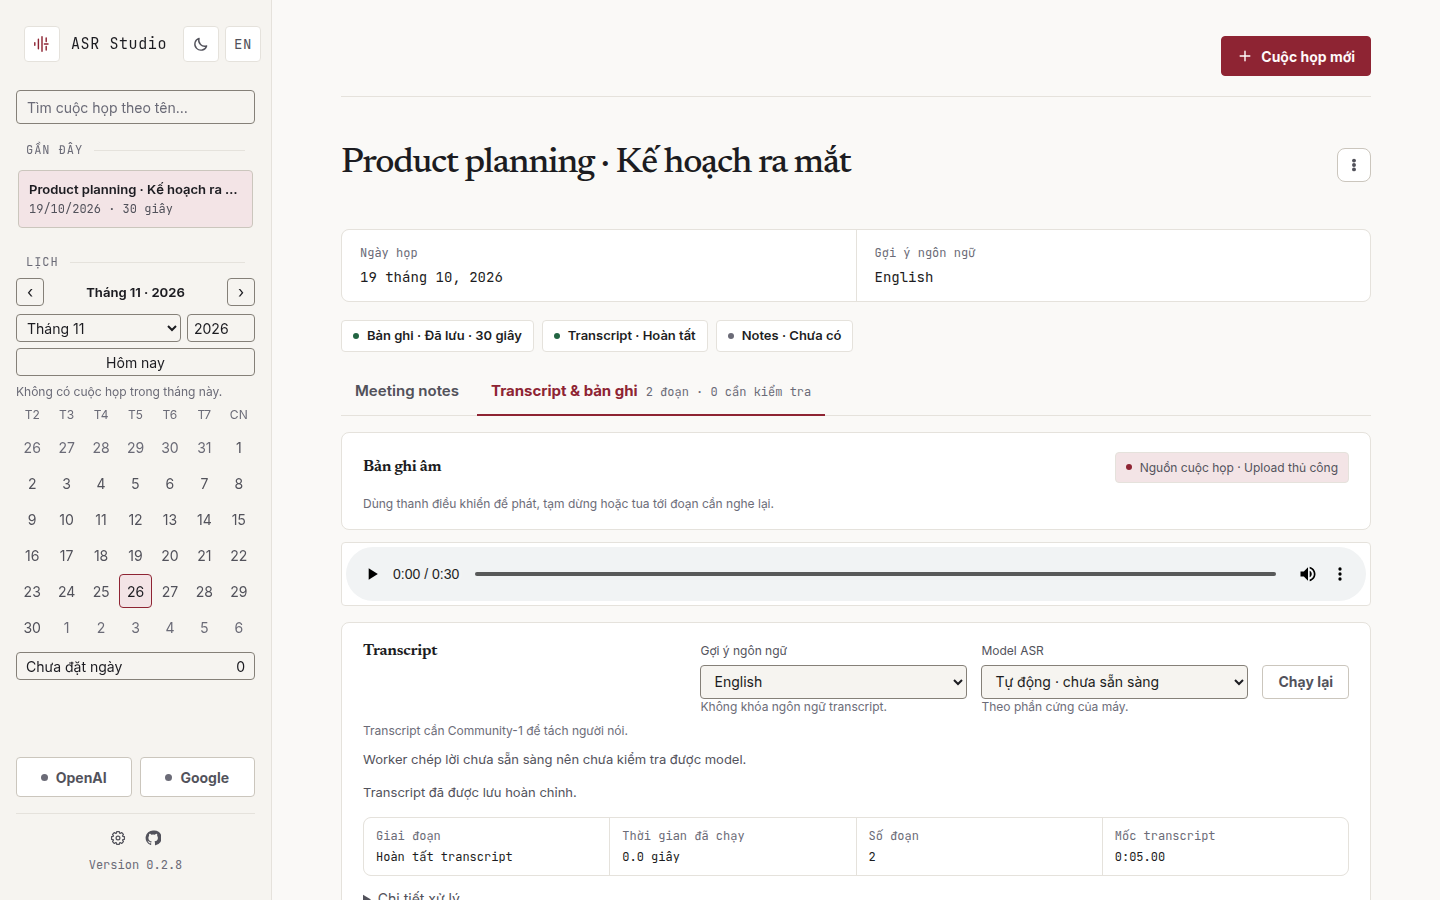 ASR Studio
EN
Tìm cuộc họp theo tên...
GẦN ĐÂY
Product planning · Kế hoạch ra ...
19/10/2026 · 30 giây
LỊCH
‹ Tháng 11 · 2026 ›
Tháng 11 2026
Hôm nay
Không có cuộc họp trong tháng này.
T2 T3 T4 T5 T6 T7 CN
26 27 28 29 30 31 1
2 3 4 5 6 7 8
9 10 11 12 13 14 15
16 17 18 19 20 21 22
23 24 25 26 27 28 29
30 1 2 3 4 5 6
Chưa đặt ngày 0
OpenAI
Google
Version 0.2.8
+ Cuộc họp mới
Product planning · Kế hoạch ra mắt
Ngày họp
19 tháng 10, 2026
Gợi ý ngôn ngữ
English
Bản ghi · Đã lưu · 30 giây
Transcript · Hoàn tất
Notes · Chưa có
Meeting notes
Transcript & bản ghi 2 đoạn · 0 cần kiểm tra
Bản ghi âm
Nguồn cuộc họp · Upload thủ công
Dùng thanh điều khiển để phát, tạm dừng hoặc tua tới đoạn cần nghe lại.
0:00 / 0:30
Transcript
Gợi ý ngôn ngữ
English
Không khóa ngôn ngữ transcript.
Model ASR
Tự động · chưa sẵn sàng
Theo phần cứng của máy.
Chạy lại
Transcript cần Community-1 để tách người nói.
Worker chép lời chưa sẵn sàng nên chưa kiểm tra được model.
Transcript đã được lưu hoàn chỉnh.
Giai đoạn
Hoàn tất transcript
Thời gian đã chạy
0.0 giây
Số đoạn
2
Mốc transcript
0:05.00
Chi tiết xử lý